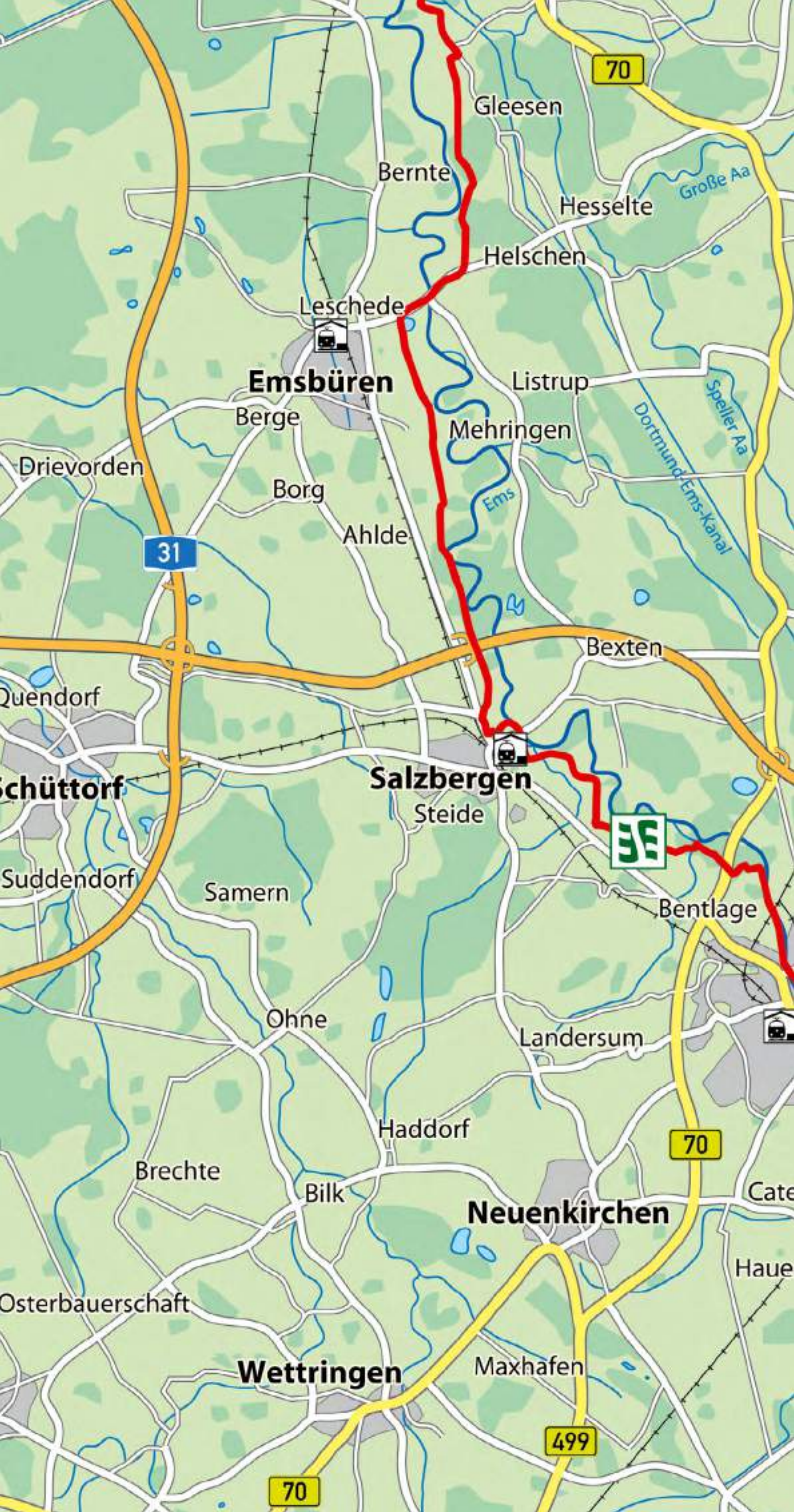 70
Gleesen
Bernte
Große Aa
Hesselte
Helschen
Leschede
Emsbüren
Listrup
Berge
Speller Aa
Mehringen
Dortmund-Ems-Kanal
Drievorden
Borg
Ems
Ahlde
31
Bexten
Quendorf
Salzbergen
Schüttorf
Steide
Suddendorf
Samern
Bentlage
Ohne
Landersum
Haddorf
70
Brechte
Bilk
Cate
Neuenkirchen
Haue
Osterbauerschaft
Wettringen
Maxhafen
499
70